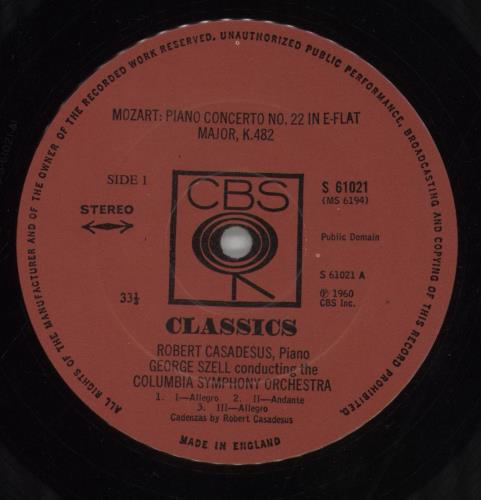 ALL RIGHTS OF THE MANUFACTURER AND OF THE OWNER OF THE RECORDED WORK RESERVED. UNAUTHORIZED PUBLIC PERFORMANCE, BROADCASTING AND COPYING OF THIS RECORD PROHIBITED.
MOZART: PIANO CONCERTO NO. 22 IN E-FLAT
MAJOR, K.482
SIDE 1
STEREO
33⅓
CBS
S 61021
(MS 6194)
Public Domain
S 61021 A
℗ 1960
CBS Inc.
CLASSICS
ROBERT CASADESUS, Piano
GEORGE SZELL conducting the
COLUMBIA SYMPHONY ORCHESTRA
1. I—Allegro 2. II—Andante
3. III—Allegro
Cadenzas by Robert Casadesus
MADE IN ENGLAND